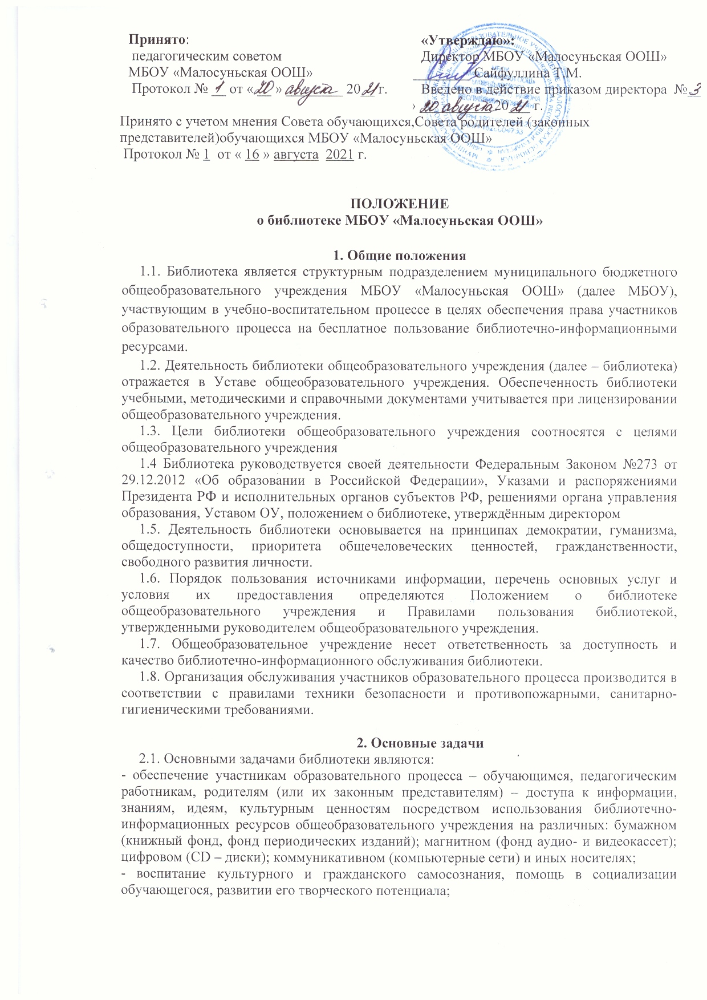 Принято:
педагогическим советом
МБОУ «Малосуньская ООШ»
Протокол № 1 от «20» августа 2021г.
«Утверждаю»:
Директор МБОУ «Малосуньская ООШ»
________Сайфуллина Т.М.
Введено в действие приказом директора №3
20 августа 2021 г.
Принято с учетом мнения Совета обучающихся,Совета родителей (законных
представителей)обучающихся МБОУ «Малосуньская ООШ»
Протокол № 1 от « 16 » августа 2021 г.
ПОЛОЖЕНИЕ
о библиотеке МБОУ «Малосуньская ООШ»
1. Общие положения
1.1. Библиотека является структурным подразделением муниципального бюджетного
общеобразовательного учреждения МБОУ «Малосуньская ООШ» (далее МБОУ),
участвующим в учебно-воспитательном процессе в целях обеспечения права участников
образовательного процесса на бесплатное пользование библиотечно-информационными
ресурсами.
1.2. Деятельность библиотеки общеобразовательного учреждения (далее – библиотека)
отражается в Уставе общеобразовательного учреждения. Обеспеченность библиотеки
учебными, методическими и справочными документами учитывается при лицензировании
общеобразовательного учреждения.
1.3. Цели библиотеки общеобразовательного учреждения соотносятся с целями
общеобразовательного учреждения
1.4 Библиотека руководствуется своей деятельности Федеральным Законом №273 от
29.12.2012 «Об образовании в Российской Федерации», Указами и распоряжениями
Президента РФ и исполнительных органов субъектов РФ, решениями органа управления
образования, Уставом ОУ, положением о библиотеке, утверждённым директором
1.5. Деятельность библиотеки основывается на принципах демократии, гуманизма,
общедоступности, приоритета общечеловеческих ценностей, гражданственности,
свободного развития личности.
1.6. Порядок пользования источниками информации, перечень основных услуг и
условия их предоставления определяются Положением о библиотеке
общеобразовательного учреждения и Правилами пользования библиотекой,
утвержденными руководителем общеобразовательного учреждения.
1.7. Общеобразовательное учреждение несет ответственность за доступность и
качество библиотечно-информационного обслуживания библиотеки.
1.8. Организация обслуживания участников образовательного процесса производится в
соответствии с правилами техники безопасности и противопожарными, санитарно-
гигиеническими требованиями.
2. Основные задачи
2.1. Основными задачами библиотеки являются:
- обеспечение участникам образовательного процесса – обучающимся, педагогическим
работникам, родителям (или их законным представителям) – доступа к информации,
знаниям, идеям, культурным ценностям посредством использования библиотечно-
информационных ресурсов общеобразовательного учреждения на различных: бумажном
(книжный фонд, фонд периодических изданий); магнитном (фонд аудио- и видеокассет);
цифровом (CD – диски); коммуникативном (компьютерные сети) и иных носителях;
- воспитание культурного и гражданского самосознания, помощь в социализации
обучающегося, развитии его творческого потенциала;